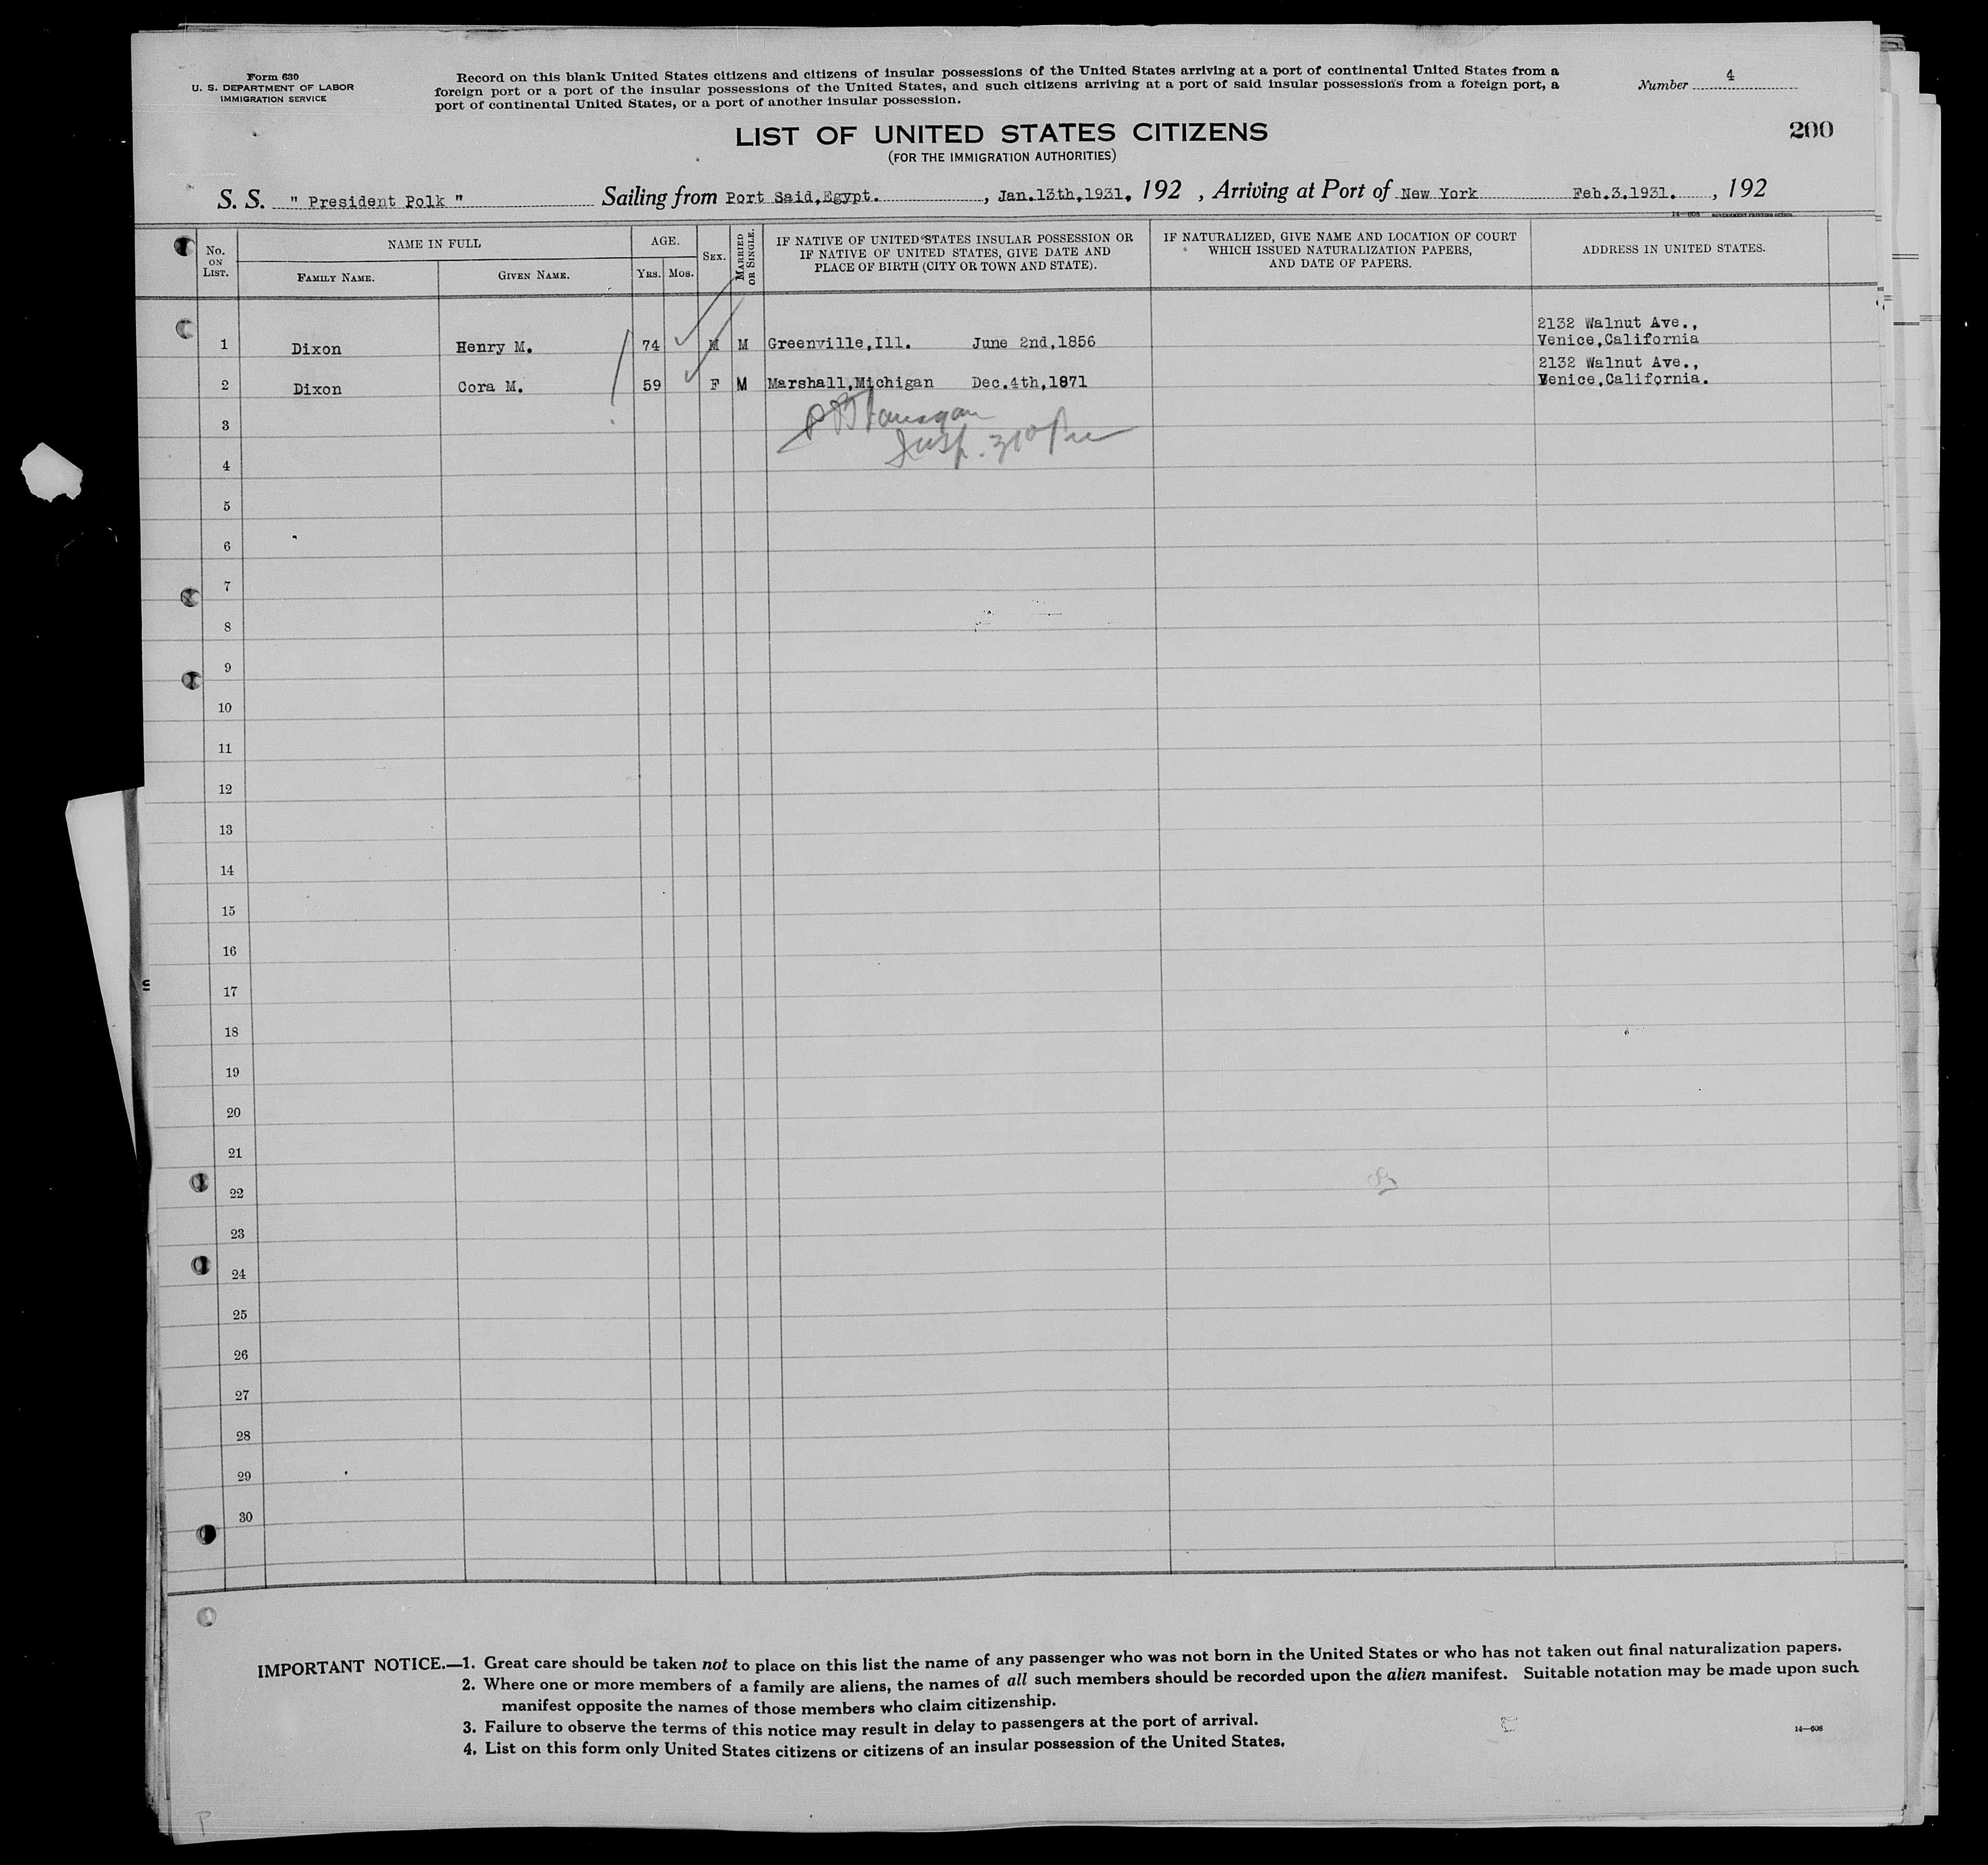 Form 630
U. S. DEPARTMENT OF LABOR
IMMIGRATION SERVICE
Record on this blank United States citizens and citizens of insular possessions of the United States arriving at a port of continental United States from a
foreign port or a port of the insular possessions of the United States, and such citizens arriving at a port of said insular possessions from a foreign port, a
port of continental United States, or a port of another insular possession.
Number 4
LIST OF UNITED STATES CITIZENS
(FOR THE IMMIGRATION AUTHORITIES)
200
S. S. " President Polk " Sailing from Port Said,Egypt. , Jan.13th,1931. 192 , Arriving at Port of New York Feb.3.1931. , 192
14—608 GOVERNMENT PRINTING OFFICE
No. ON LIST.
NAME IN FULL
FAMILY NAME.
GIVEN NAME.
AGE.
YRS. MOS.
SEX.
MARRIED OR SINGLE.
IF NATIVE OF UNITED STATES INSULAR POSSESSION OR
IF NATIVE OF UNITED STATES, GIVE DATE AND
PLACE OF BIRTH (CITY OR TOWN AND STATE).
IF NATURALIZED, GIVE NAME AND LOCATION OF COURT
WHICH ISSUED NATURALIZATION PAPERS,
AND DATE OF PAPERS.
ADDRESS IN UNITED STATES.
2132 Walnut Ave.,
1 Dixon Henry M. 74 M M Greenville,Ill. June 2nd,1856 Venice,California
2132 Walnut Ave.,
2 Dixon Cora M. 59 F M Marshall,Michigan Dec.4th,1871 Venice,California.
3
4
5
6
7
8
9
10
11
12
13
14
15
16
17
18
19
20
21
22
23
24
25
26
27
28
29
30
IMPORTANT NOTICE.—1. Great care should be taken not to place on this list the name of any passenger who was not born in the United States or who has not taken out final naturalization papers.
2. Where one or more members of a family are aliens, the names of all such members should be recorded upon the alien manifest. Suitable notation may be made upon such
manifest opposite the names of those members who claim citizenship.
3. Failure to observe the terms of this notice may result in delay to passengers at the port of arrival.
4. List on this form only United States citizens or citizens of an insular possession of the United States.
14—608
P